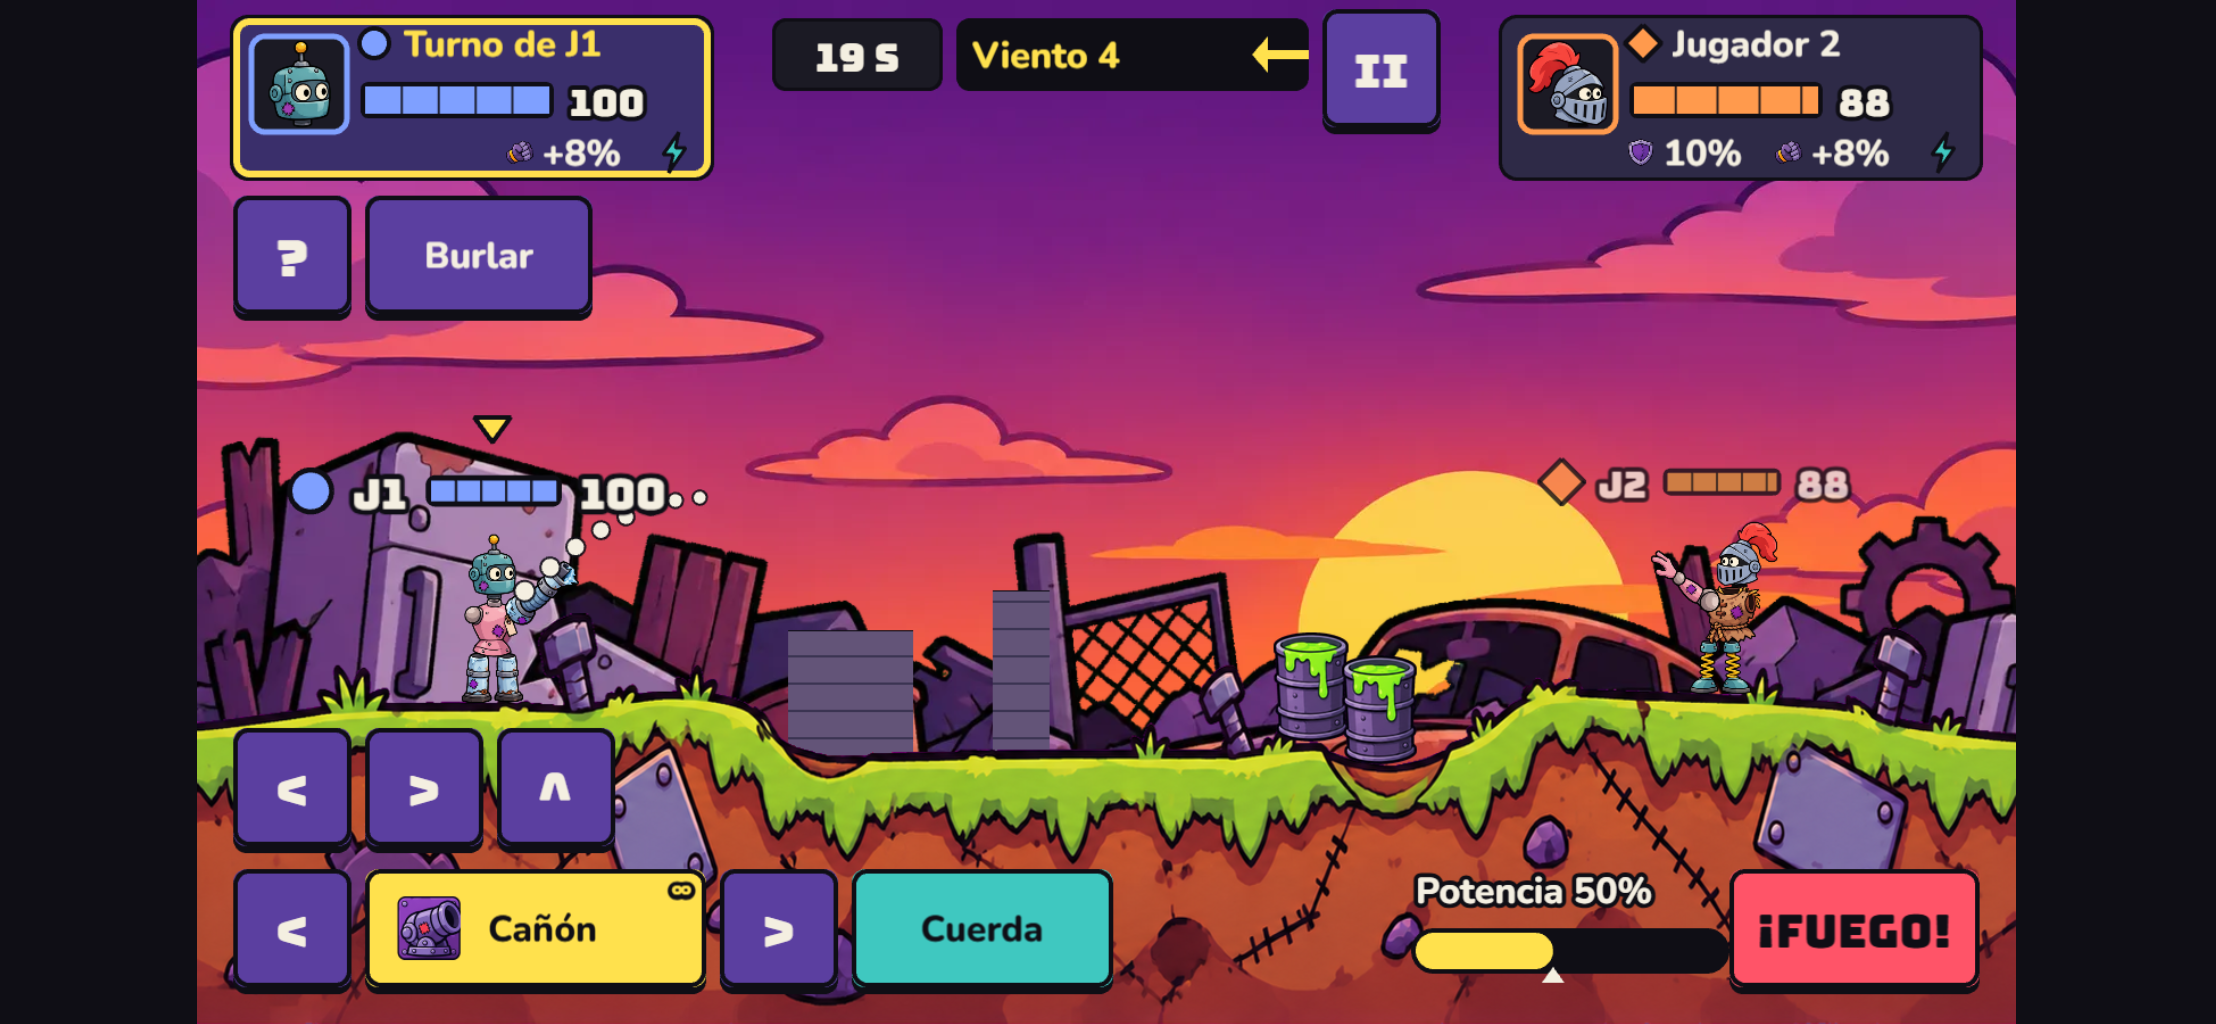 Turno de J1
100
+8%
19 S
Viento 4
II
Jugador 2
88
10% +8%
?
Burlar
J1 100
J2 88
< > ^
<
Cañón
∞
>
Cuerda
Potencia 50%
¡FUEGO!